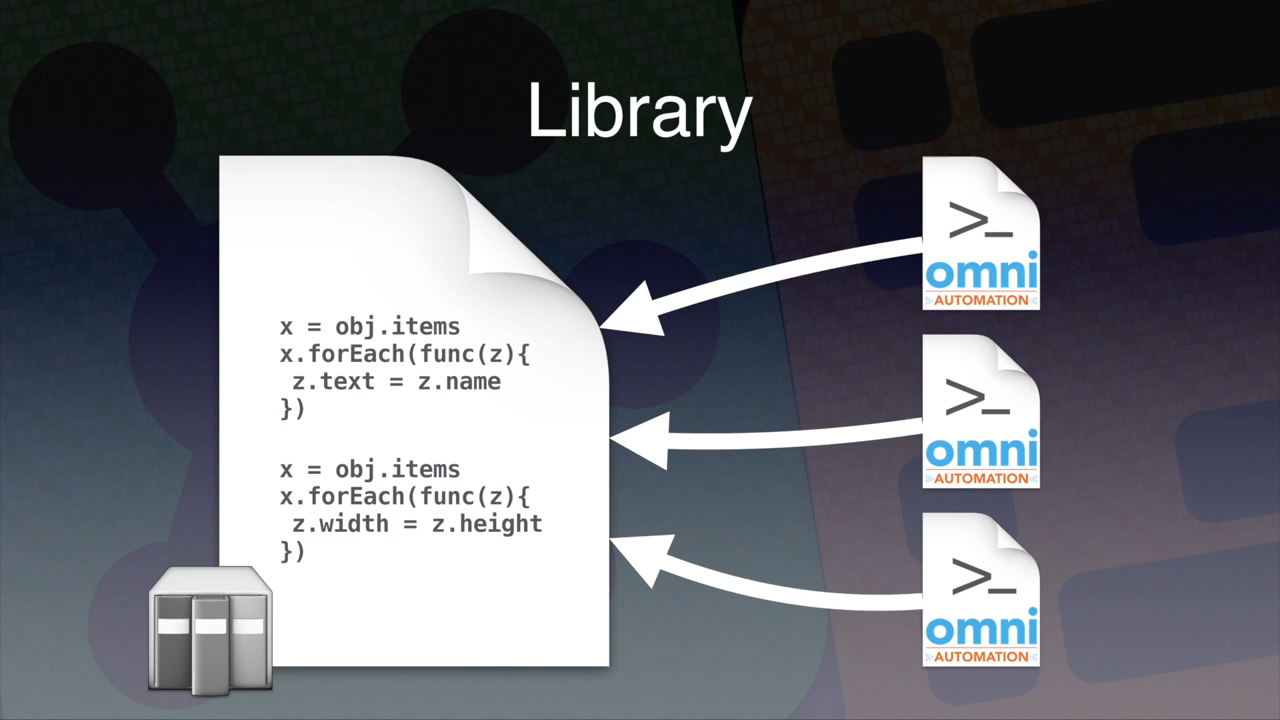 Library
x = obj.items
x.forEach(func(z){
 z.text = z.name
})
x = obj.items
x.forEach(func(z){
 z.width = z.height
})
>_
omni
AUTOMATION
>_
omni
AUTOMATION
>_
omni
AUTOMATION